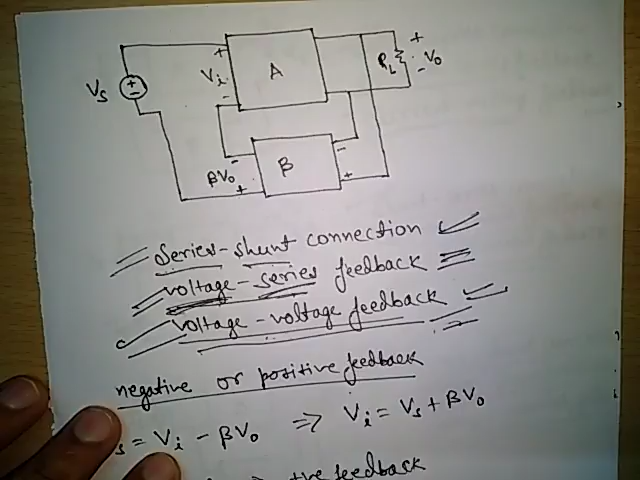 +
Vs
+
-
Vi
+
-
A
RL
+
-
Vo
βVo
-
+
β
-
+
Series-shunt connection
voltage-series feedback
voltage-voltage feedback
negative or positive feedback
s = Vi - βVo => Vi = Vs + βVo
the feedback